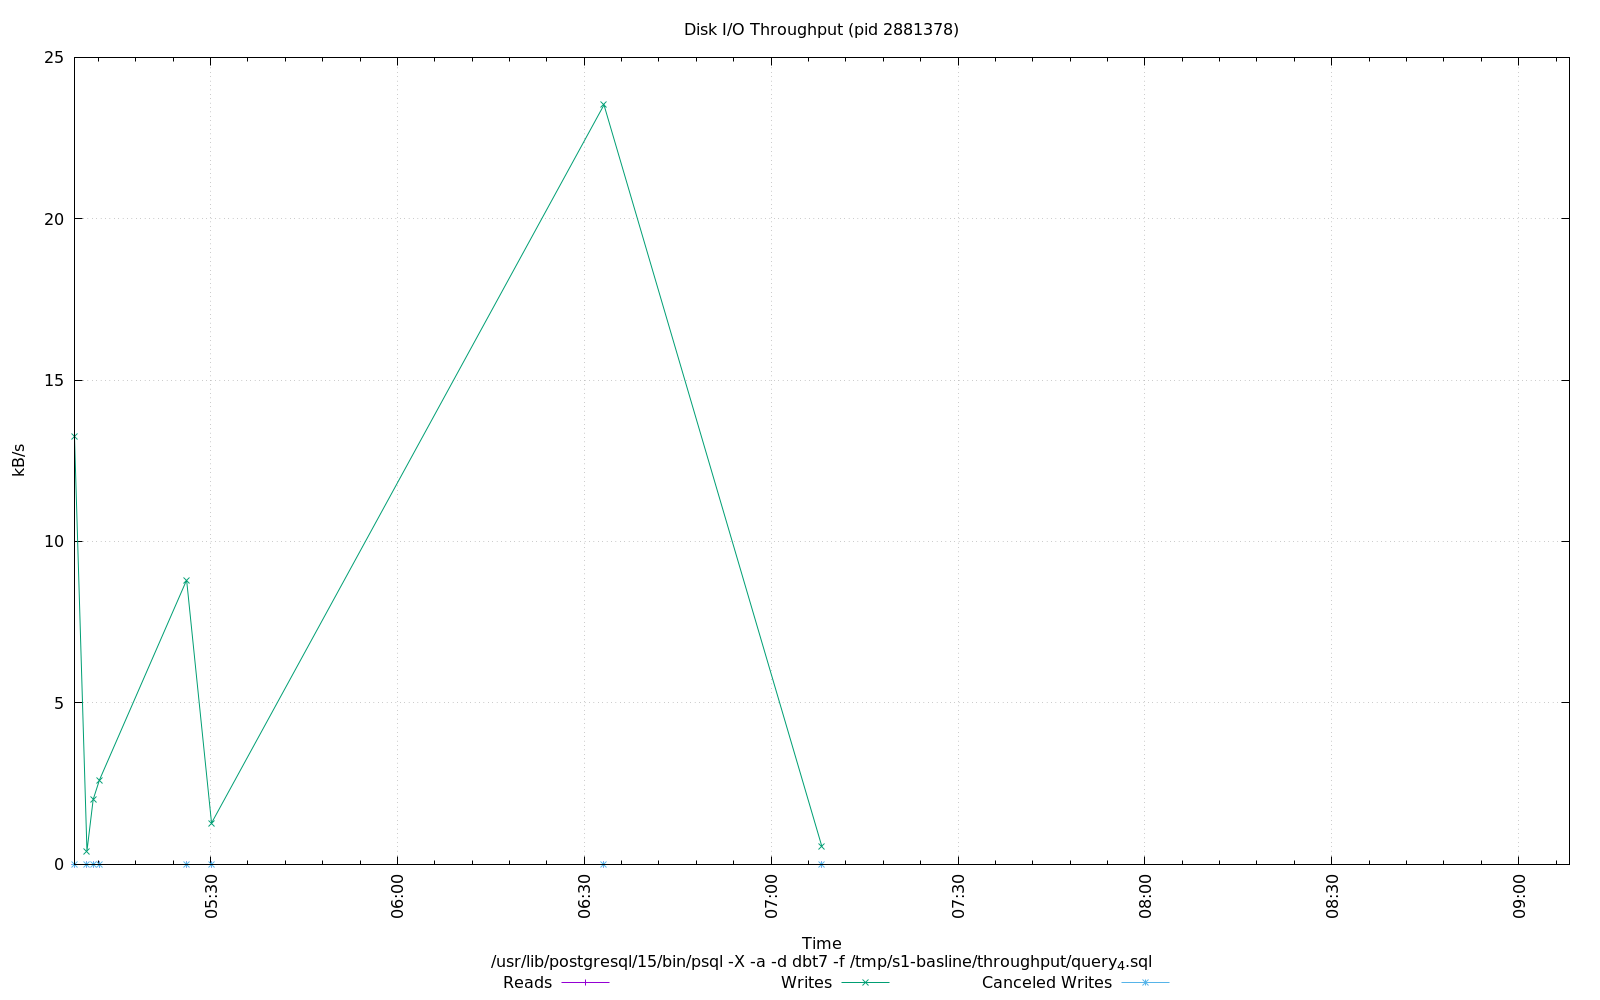 Disk I/O Throughput (pid 2881378)
25
20
15
10
5
0
kB/s
05:30
06:00
06:30
07:00
07:30
08:00
08:30
09:00
Time
/usr/lib/postgresql/15/bin/psql -X -a -d dbt7 -f /tmp/s1-basline/throughput/query4.sql
Reads Writes Canceled Writes